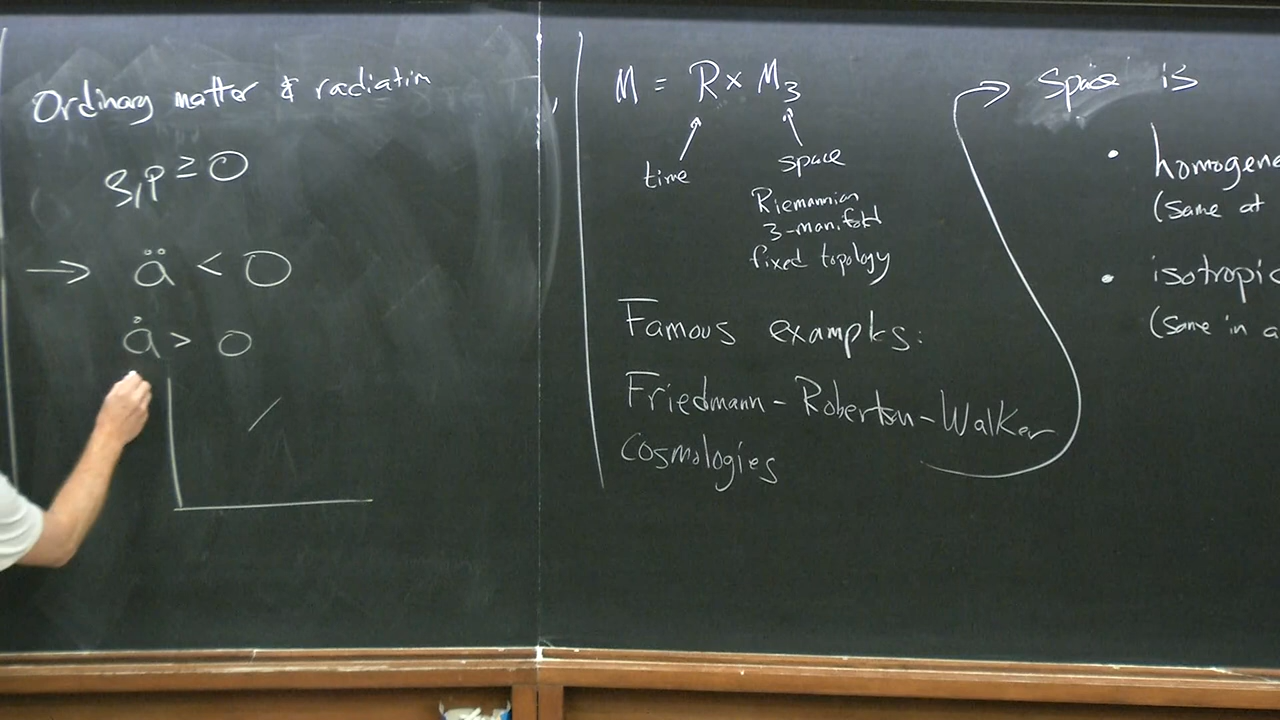 Ordinary matter & radiation,
ρ, p ≥ 0
→ ä < 0
ȧ > 0
M = R × M₃
time
space
Riemannian
3-manifold
fixed topology
Famous examples:
Friedmann-Robertson-Walker
cosmologies
Space is
• homogene
(same at
• isotropic
(same in a